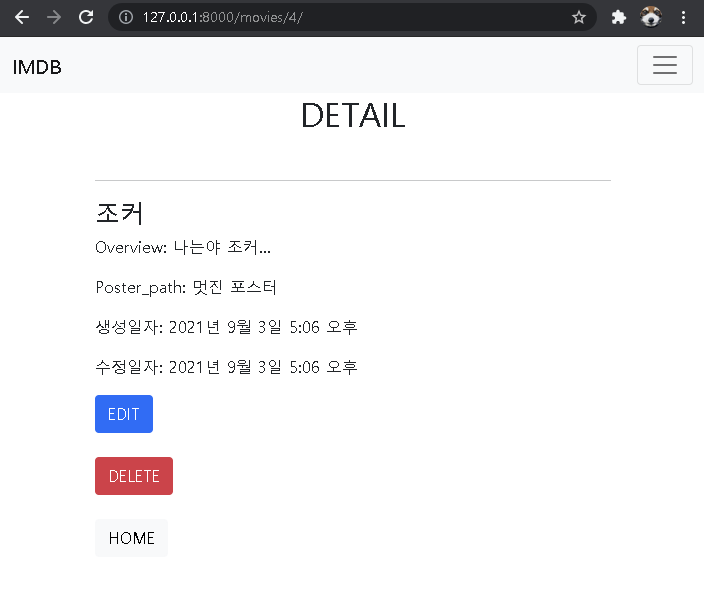 127.0.0.1:8000/movies/4/
IMDB
DETAIL
조커
Overview: 나는야 조커...
Poster_path: 멋진 포스터
생성일자: 2021년 9월 3일 5:06 오후
수정일자: 2021년 9월 3일 5:06 오후
EDIT
DELETE
HOME